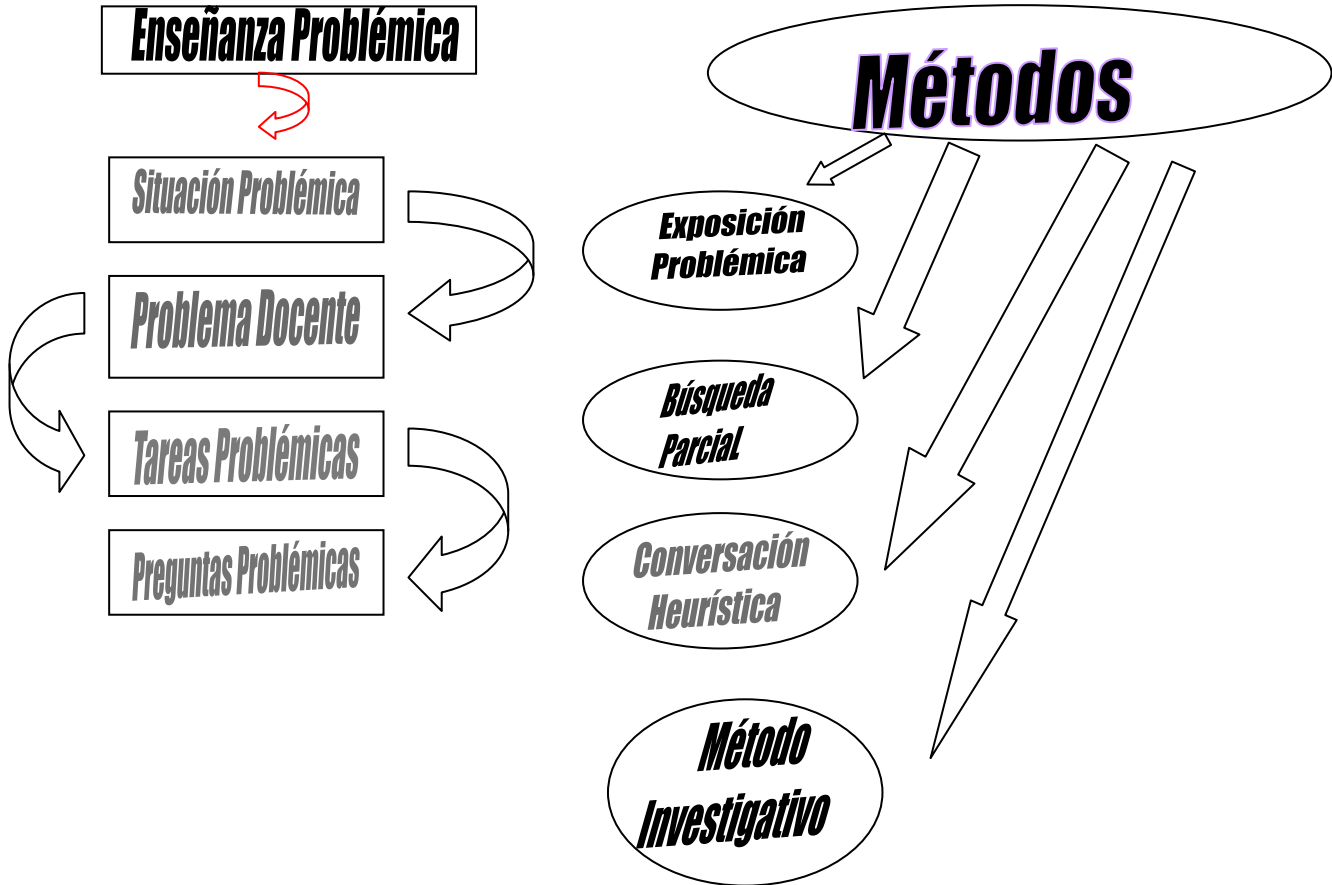 Enseñanza Problémica
Situación Problémica
Problema Docente
Tareas Problémicas
Preguntas Problémicas
Métodos
Exposición
Problémica
Búsqueda
ParciaL
Conversación
Heurística
Método
Investigativo